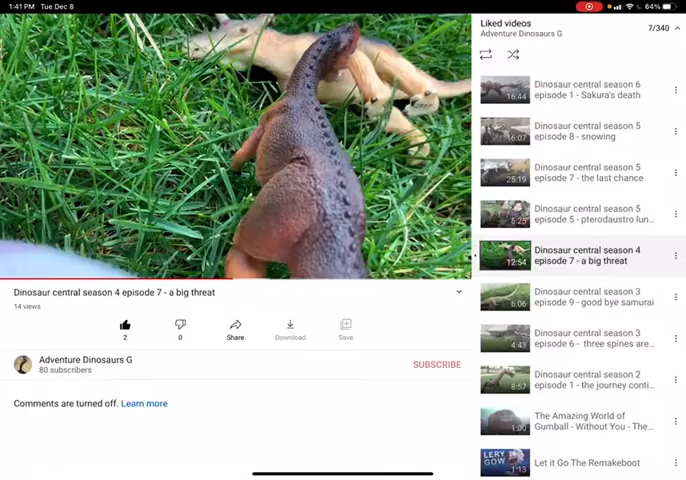 1:41 PM Tue Dec 8
64%
Liked videos
Adventure Dinosaurs G
7/340
Dinosaur central season 6
episode 1 - Sakura's death
16:44
Dinosaur central season 5
episode 8 - snowing
16:07
Dinosaur central season 5
episode 7 - the last chance
25:19
Dinosaur central season 5
episode 5 - pterodaustro lun...
6:25
Dinosaur central season 4
episode 7 - a big threat
12:54
Dinosaur central season 3
episode 9 - good bye samurai
6:06
Dinosaur central season 3
episode 6 - three spines are...
4:43
Dinosaur central season 2
episode 1 - the journey conti...
8:57
The Amazing World of
Gumball - Without You - The...
1:00
Let it Go The Remakeboot
1:13
Dinosaur central season 4 episode 7 - a big threat
14 views
2
0
Share
Download
Save
Adventure Dinosaurs G
80 subscribers
SUBSCRIBE
Comments are turned off. Learn more